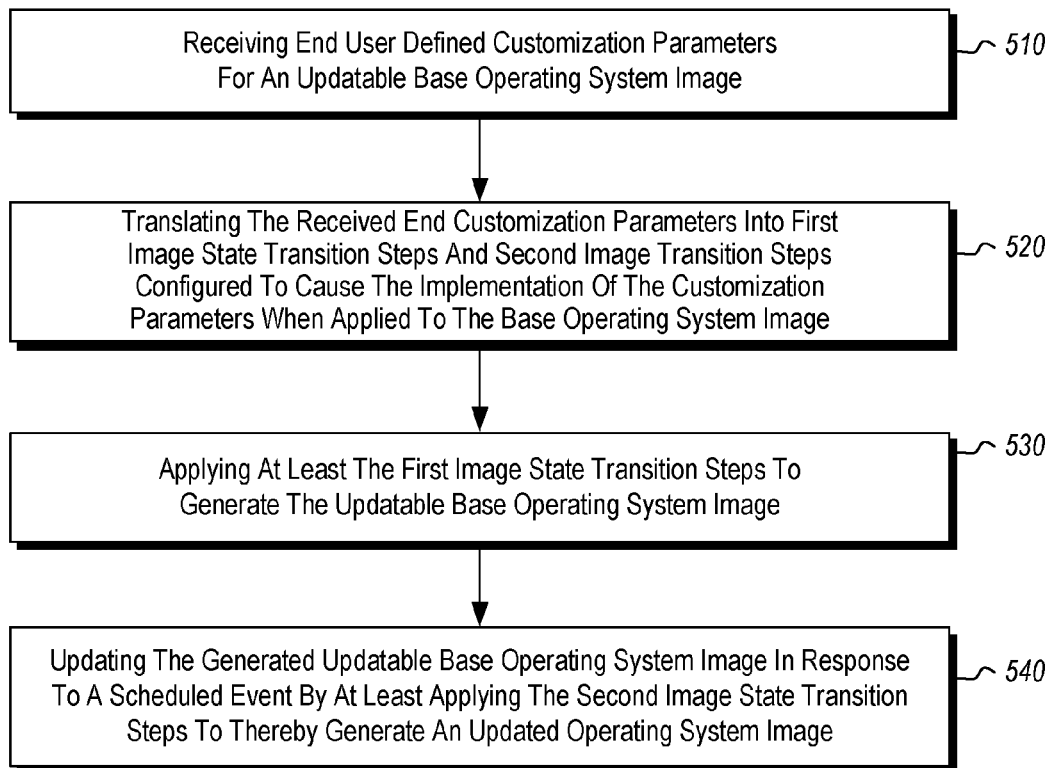 Receiving End User Defined Customization Parameters
For An Updatable Base Operating System Image
510
Translating The Received End Customization Parameters Into First
Image State Transition Steps And Second Image Transition Steps
Configured To Cause The Implementation Of The Customization
Parameters When Applied To The Base Operating System Image
520
Applying At Least The First Image State Transition Steps To
Generate The Updatable Base Operating System Image
530
Updating The Generated Updatable Base Operating System Image In Response
To A Scheduled Event By At Least Applying The Second Image State Transition
Steps To Thereby Generate An Updated Operating System Image
540